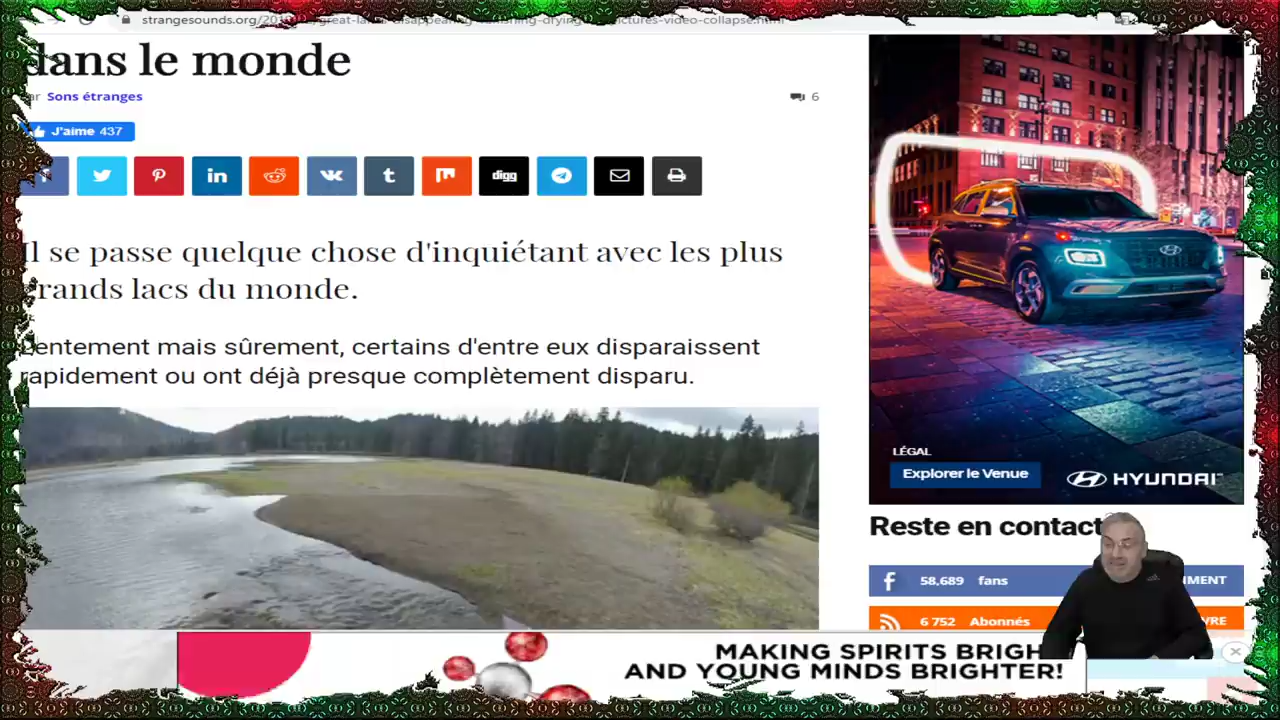 strangesounds.org/
dans le monde
Sons étranges
6
J'aime 437
digg
Il se passe quelque chose d'inquiétant avec les plus
grands lacs du monde.
Lentement mais sûrement, certains d'entre eux disparaissent
rapidement ou ont déjà presque complètement disparu.
LÉGAL
Explorer le Venue
HYUNDAI
Reste en contact
58,689 fans
6 752 Abonnés
MAKING SPIRITS BRIGH
AND YOUNG MINDS BRIGHTER!